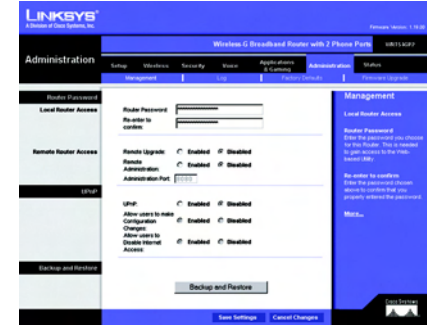 LINKSYS®
A Division of Cisco Systems, Inc.
Firmware Version: 1.
Wireless-G Broadband Router with 2 Phone Ports
Administration
Setup Wireless Security Voice Applications & Gaming Administration Status
Management Log Factory Defaults Firmware Upgrade
Router Password
Local Router Access
Router Password:
Re-enter to confirm:
Remote Router Access
Remote Upgrade: Enabled Disabled
Remote Administration: Enabled Disabled
Administration Port:
UPnP
UPnP: Enabled Disabled
Allow users to make Configuration Changes: Enabled Disabled
Allow users to Disable Internet Access: Enabled Disabled
Backup and Restore
Backup and Restore
Save Settings Cancel Changes
Management
Local Router Access
Router Password
Enter the password you choose for this Router. This is needed to gain access to the Web-based Utility.
Re-enter to confirm
Enter the password chosen above to confirm that you properly entered the password.
More...
Cisco Systems